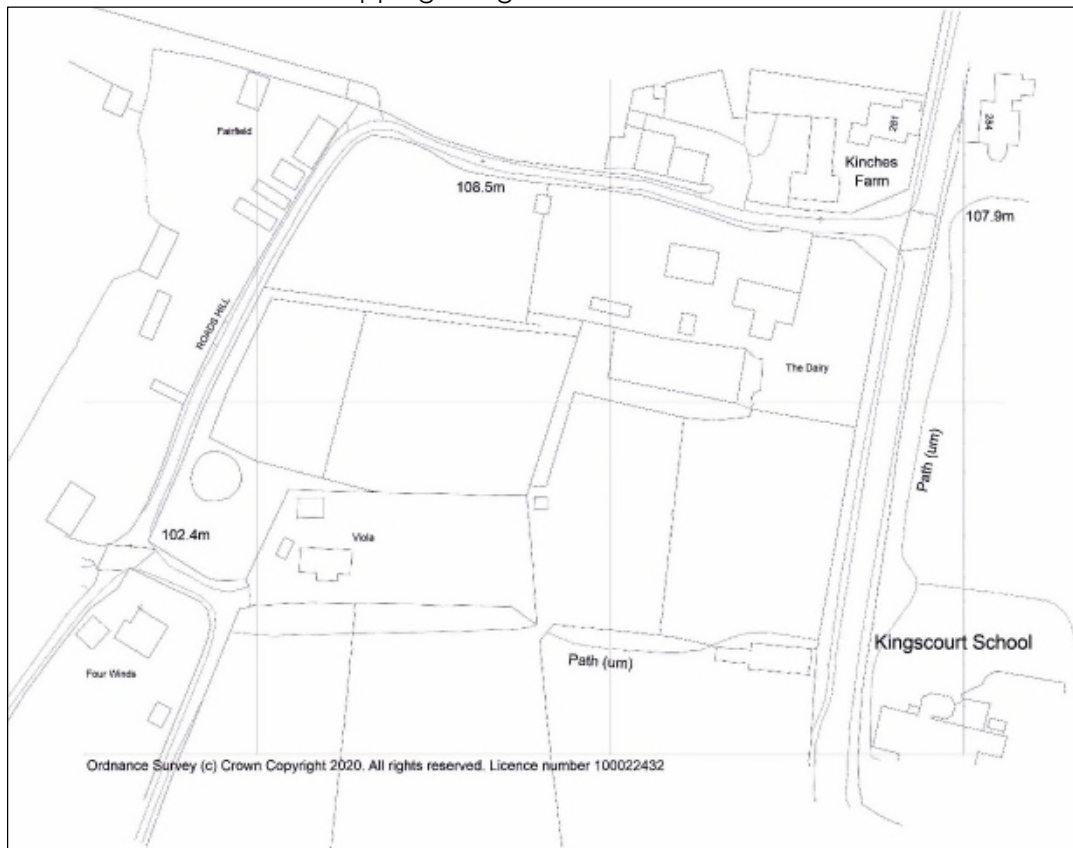 284
281
Fairfield
Kinches
Farm
108.5m
107.9m
ROADS HILL
The Dairy
Path (um)
102.4m
Viola
Kingscourt School
Path (um)
Four Winds
Ordnance Survey (c) Crown Copyright 2020. All rights reserved. Licence number 100022432